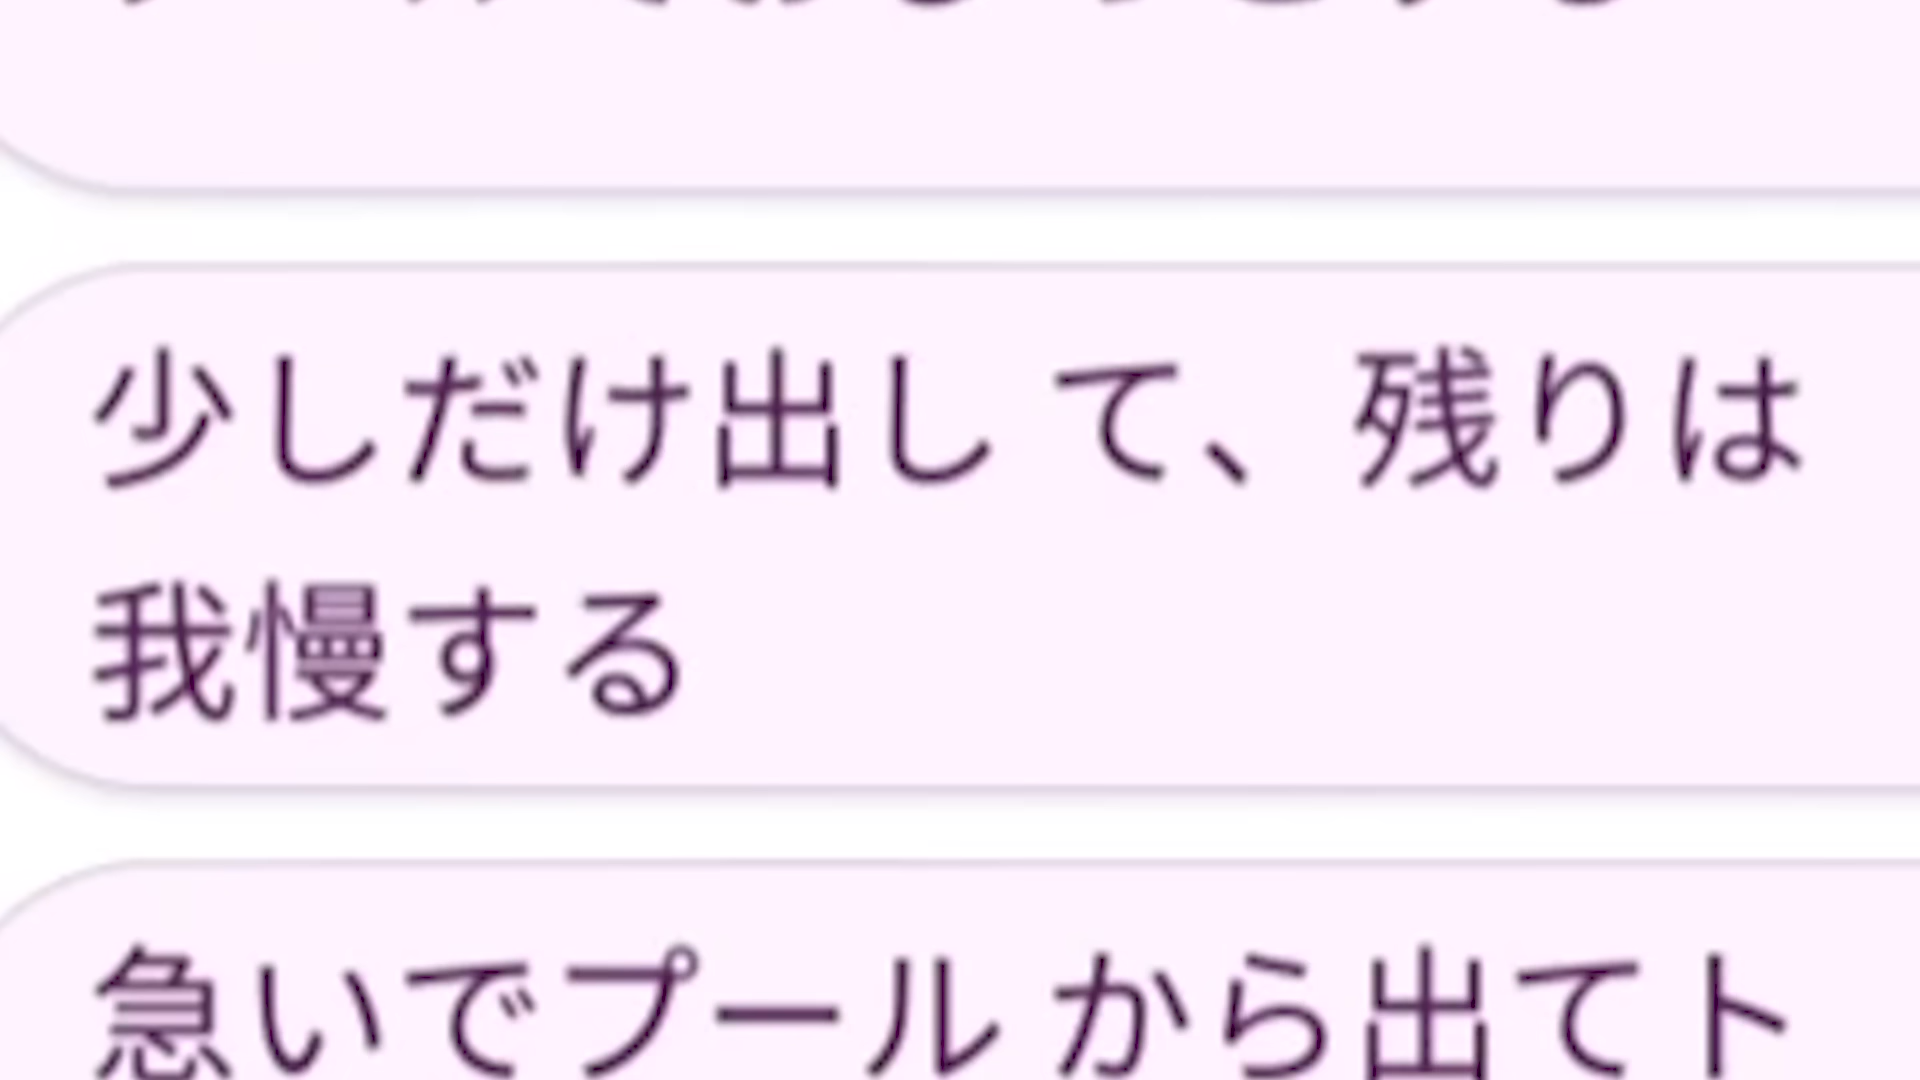 少しだけ出し て、残りは
我慢する
急いでプール から出てト